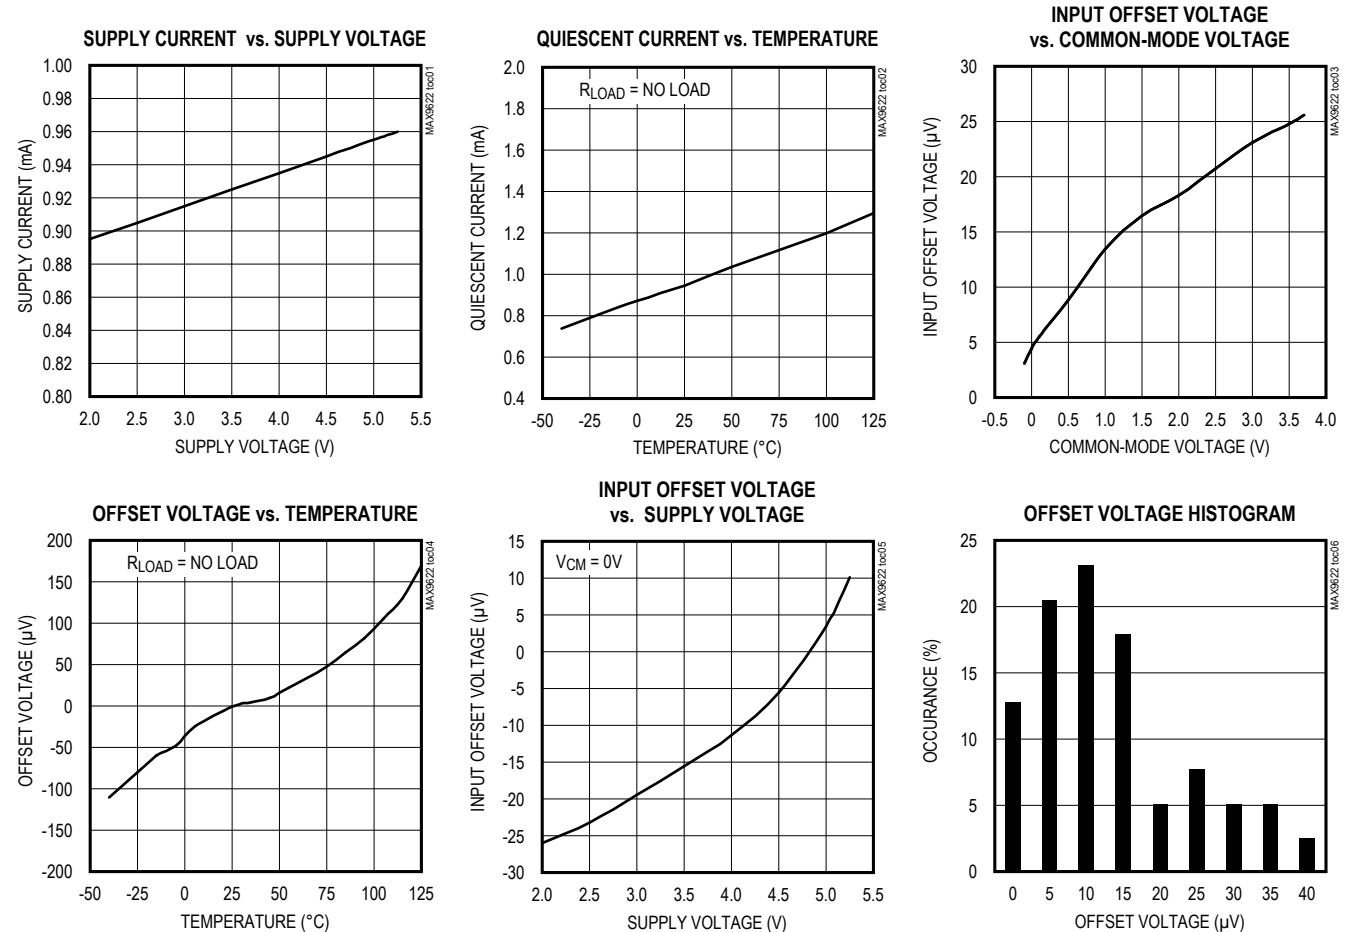 SUPPLY CURRENT vs. SUPPLY VOLTAGE
MAX9622 toc01
SUPPLY CURRENT (mA)
1.00
0.98
0.96
0.94
0.92
0.90
0.88
0.86
0.84
0.82
0.80
2.0 2.5 3.0 3.5 4.0 4.5 5.0 5.5
SUPPLY VOLTAGE (V)
QUIESCENT CURRENT vs. TEMPERATURE
MAX9622 toc02
RLOAD = NO LOAD
QUIESCENT CURRENT (mA)
2.0
1.8
1.6
1.4
1.2
1.0
0.8
0.6
0.4
-50 -25 0 25 50 75 100 125
TEMPERATURE (°C)
INPUT OFFSET VOLTAGE
vs. COMMON-MODE VOLTAGE
MAX9622 toc03
INPUT OFFSET VOLTAGE (µV)
30
25
20
15
10
5
0
-0.5 0 0.5 1.0 1.5 2.0 2.5 3.0 3.5 4.0
COMMON-MODE VOLTAGE (V)
OFFSET VOLTAGE vs. TEMPERATURE
MAX9622 toc04
RLOAD = NO LOAD
OFFSET VOLTAGE (µV)
200
150
100
50
0
-50
-100
-150
-200
-50 -25 0 25 50 75 100 125
TEMPERATURE (°C)
INPUT OFFSET VOLTAGE
vs. SUPPLY VOLTAGE
MAX9622 toc05
VCM = 0V
INPUT OFFSET VOLTAGE (µV)
15
10
5
0
-5
-10
-15
-20
-25
-30
2.0 2.5 3.0 3.5 4.0 4.5 5.0 5.5
SUPPLY VOLTAGE (V)
OFFSET VOLTAGE HISTOGRAM
MAX9622 toc06
OCCURANCE (%)
25
20
15
10
5
0
0 5 10 15 20 25 30 35 40
OFFSET VOLTAGE (µV)